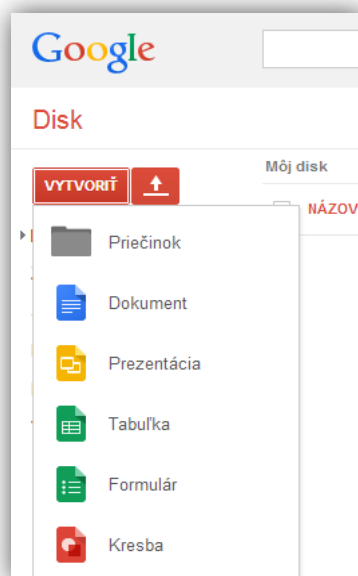 Google
Disk
VYTVORIŤ
Môj disk
NÁZOV
Priečinok
Dokument
Prezentácia
Tabuľka
Formulár
Kresba